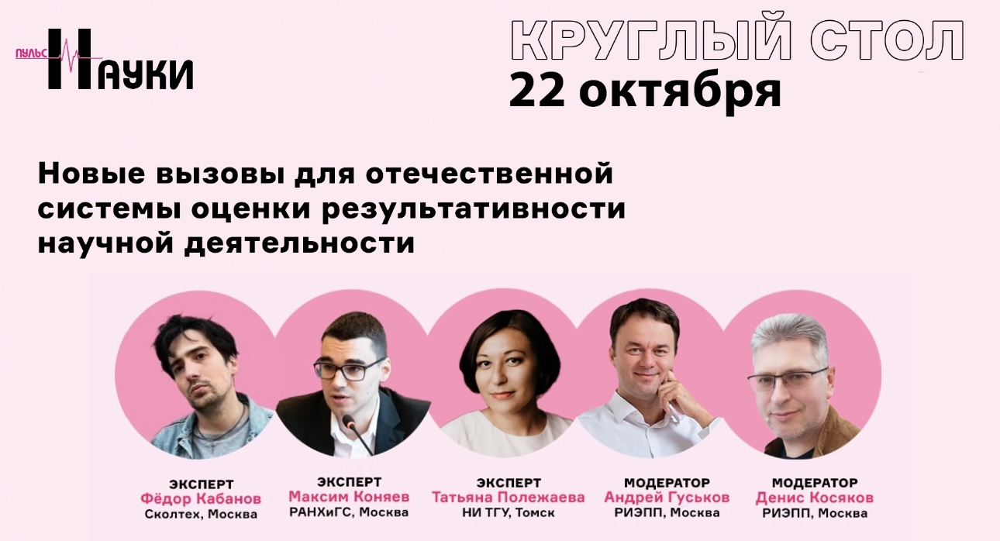 пульс
Науки
КРУГЛЫЙ СТОЛ
22 октября
Новые вызовы для отечественной
системы оценки результативности
научной деятельности
ЭКСПЕРТ
Фёдор Кабанов
Сколтех, Москва
ЭКСПЕРТ
Максим Коняев
РАНХиГС, Москва
ЭКСПЕРТ
Татьяна Полежаева
НИ ТГУ, Томск
МОДЕРАТОР
Андрей Гуськов
РИЭПП, Москва
МОДЕРАТОР
Денис Косяков
РИЭПП, Москва